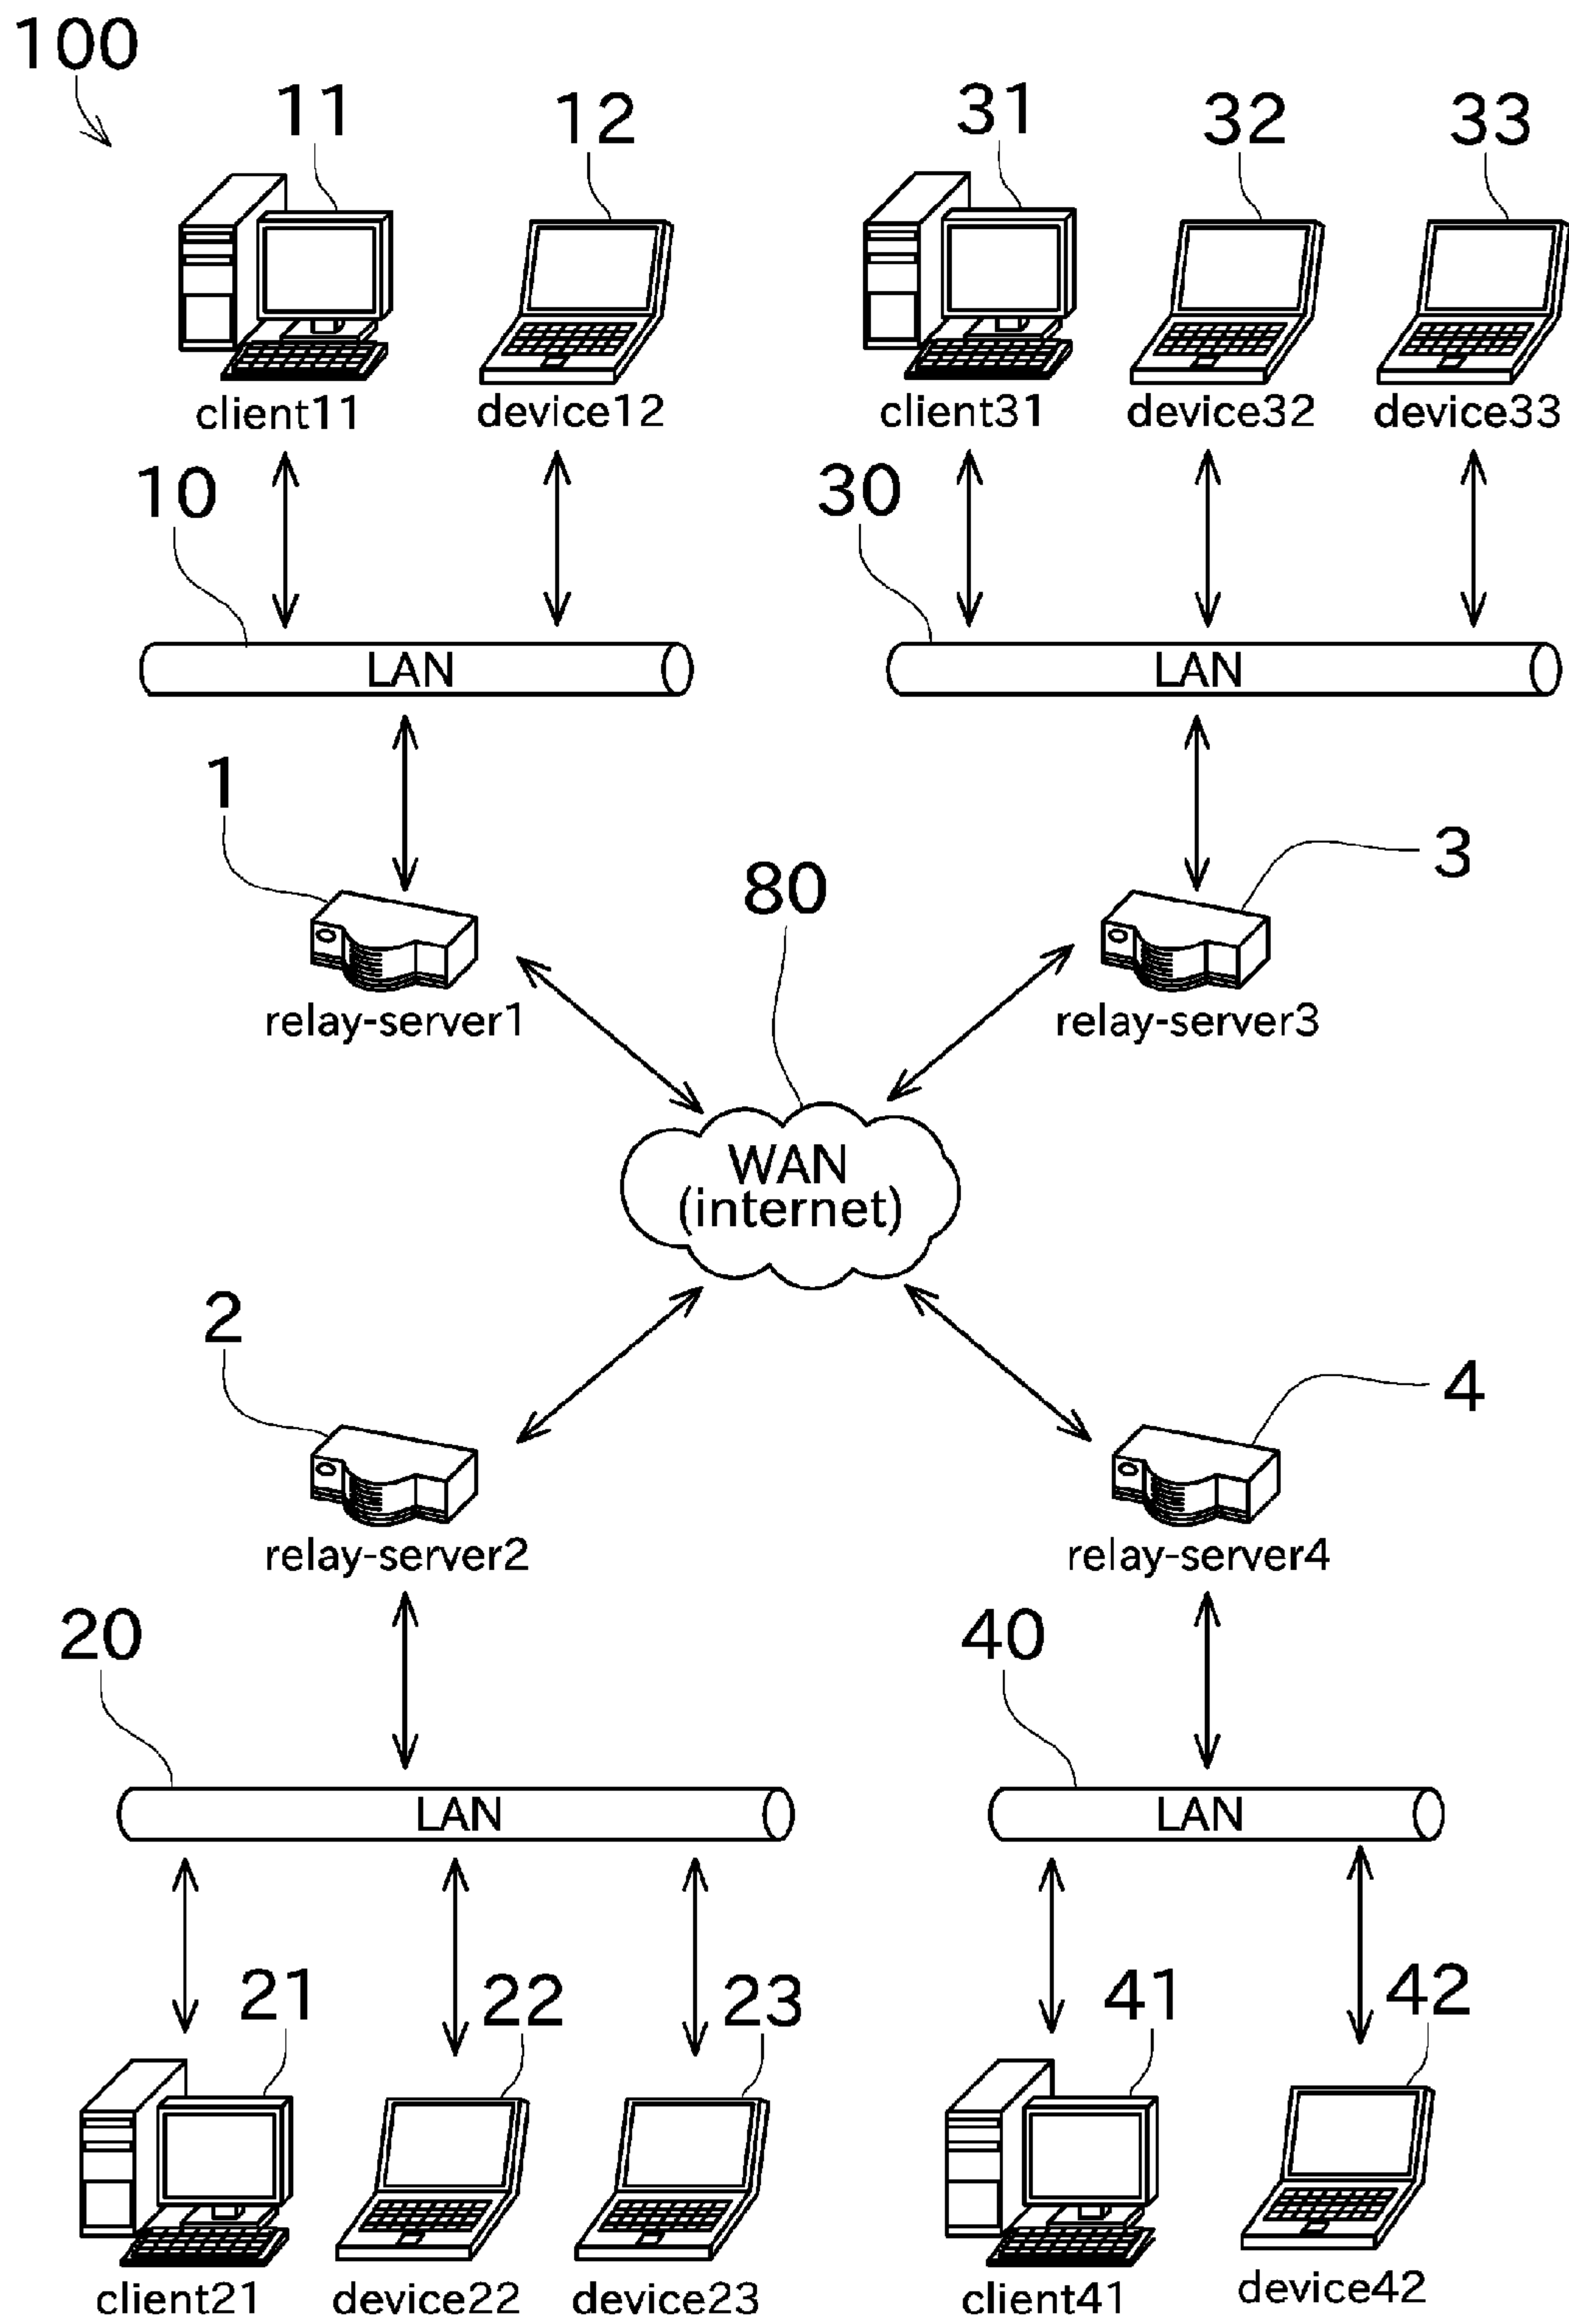 100
11
12
31
32
33
client11
device12
client31
device32
device33
10
30
LAN
LAN
1
3
80
relay-server1
relay-server3
WAN
(internet)
2
4
relay-server2
relay-server4
20
40
LAN
LAN
21
22
23
41
42
client21
device22
device23
client41
device42